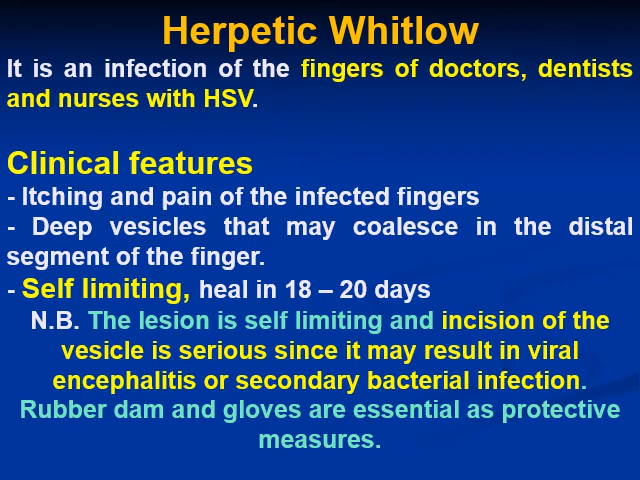 Herpetic Whitlow
It is an infection of the fingers of doctors, dentists
and nurses with HSV.
Clinical features
- Itching and pain of the infected fingers
- Deep vesicles that may coalesce in the distal
segment of the finger.
- Self limiting, heal in 18 – 20 days
N.B. The lesion is self limiting and incision of the
vesicle is serious since it may result in viral
encephalitis or secondary bacterial infection.
Rubber dam and gloves are essential as protective
measures.